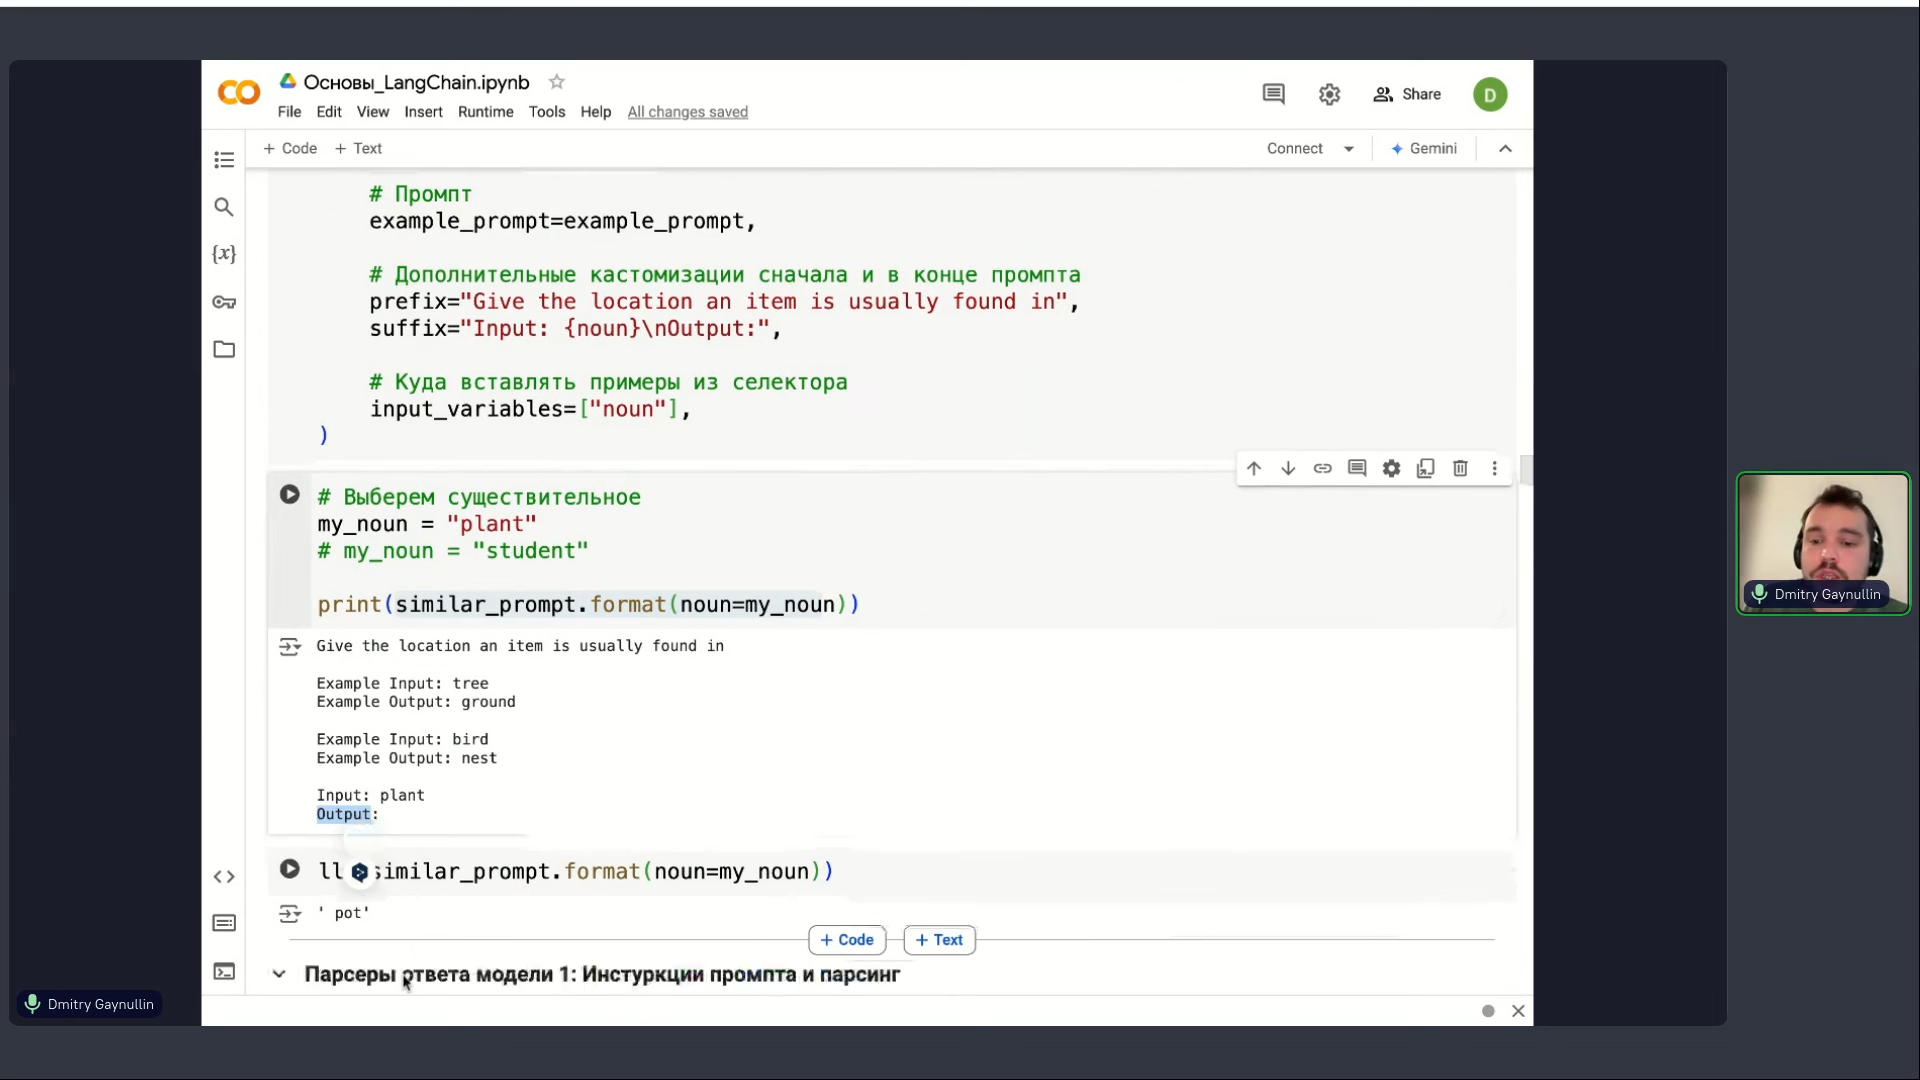 Основы_LangChain.ipynb
File Edit View Insert Runtime Tools Help All changes saved
Share
D
+ Code + Text
Connect
Gemini
{x}
# Промпт
example_prompt=example_prompt,
# Дополнительные кастомизации сначала и в конце промпта
prefix="Give the location an item is usually found in",
suffix="Input: {noun}\nOutput:",
# Куда вставлять примеры из селектора
input_variables=["noun"],
)
# Выберем существительное
my_noun = "plant"
# my_noun = "student"
print(similar_prompt.format(noun=my_noun))
Give the location an item is usually found in
Example Input: tree
Example Output: ground
Example Input: bird
Example Output: nest
Input: plant
Output:
ll similar_prompt.format(noun=my_noun))
' pot'
+ Code + Text
Парсеры ответа модели 1: Инстуркции промпта и парсинг
Dmitry Gaynullin
Dmitry Gaynullin